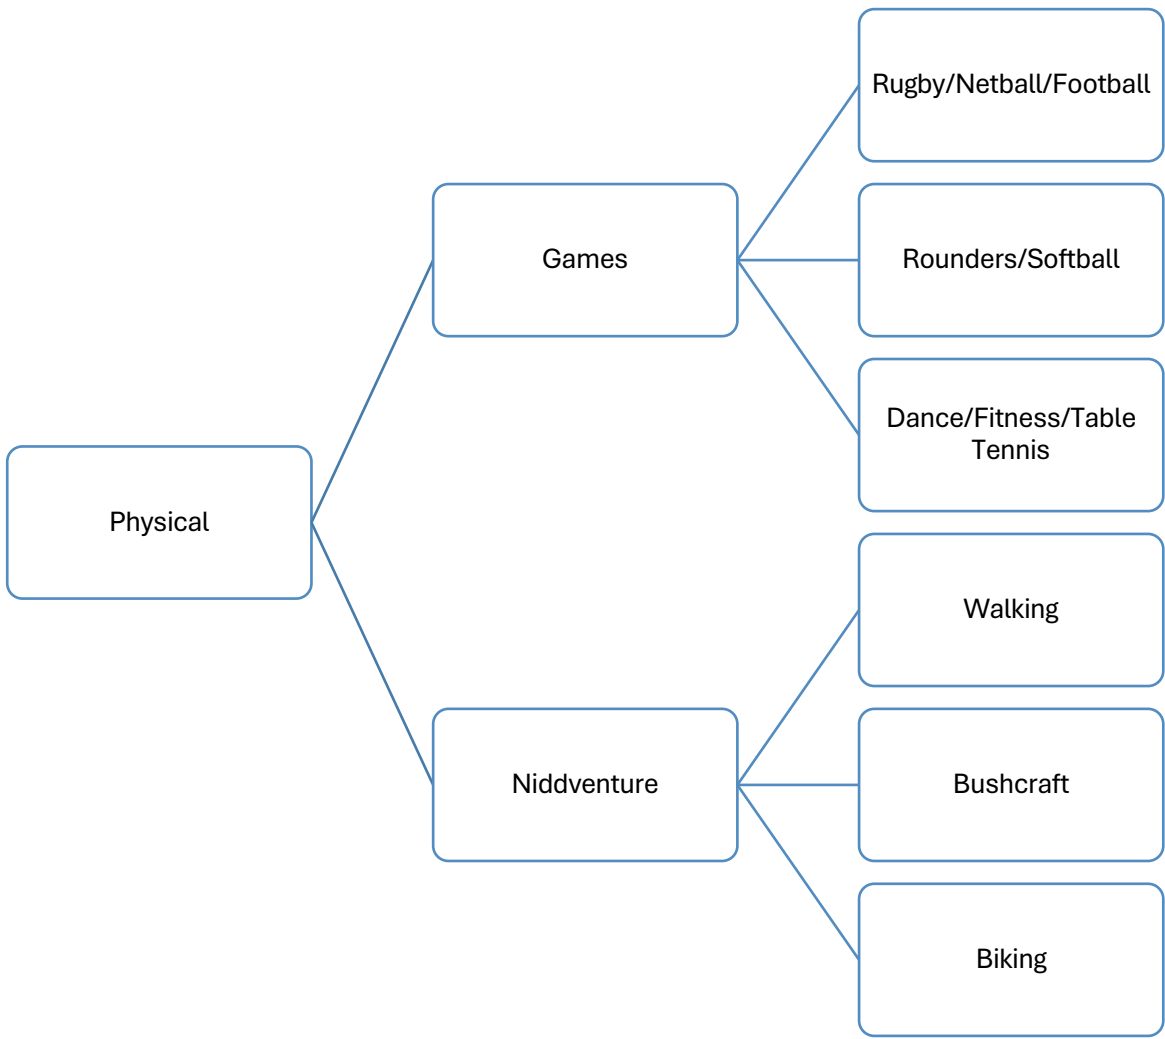 Physical
Games
Rugby/Netball/Football
Rounders/Softball
Dance/Fitness/Table
Tennis
Niddventure
Walking
Bushcraft
Biking